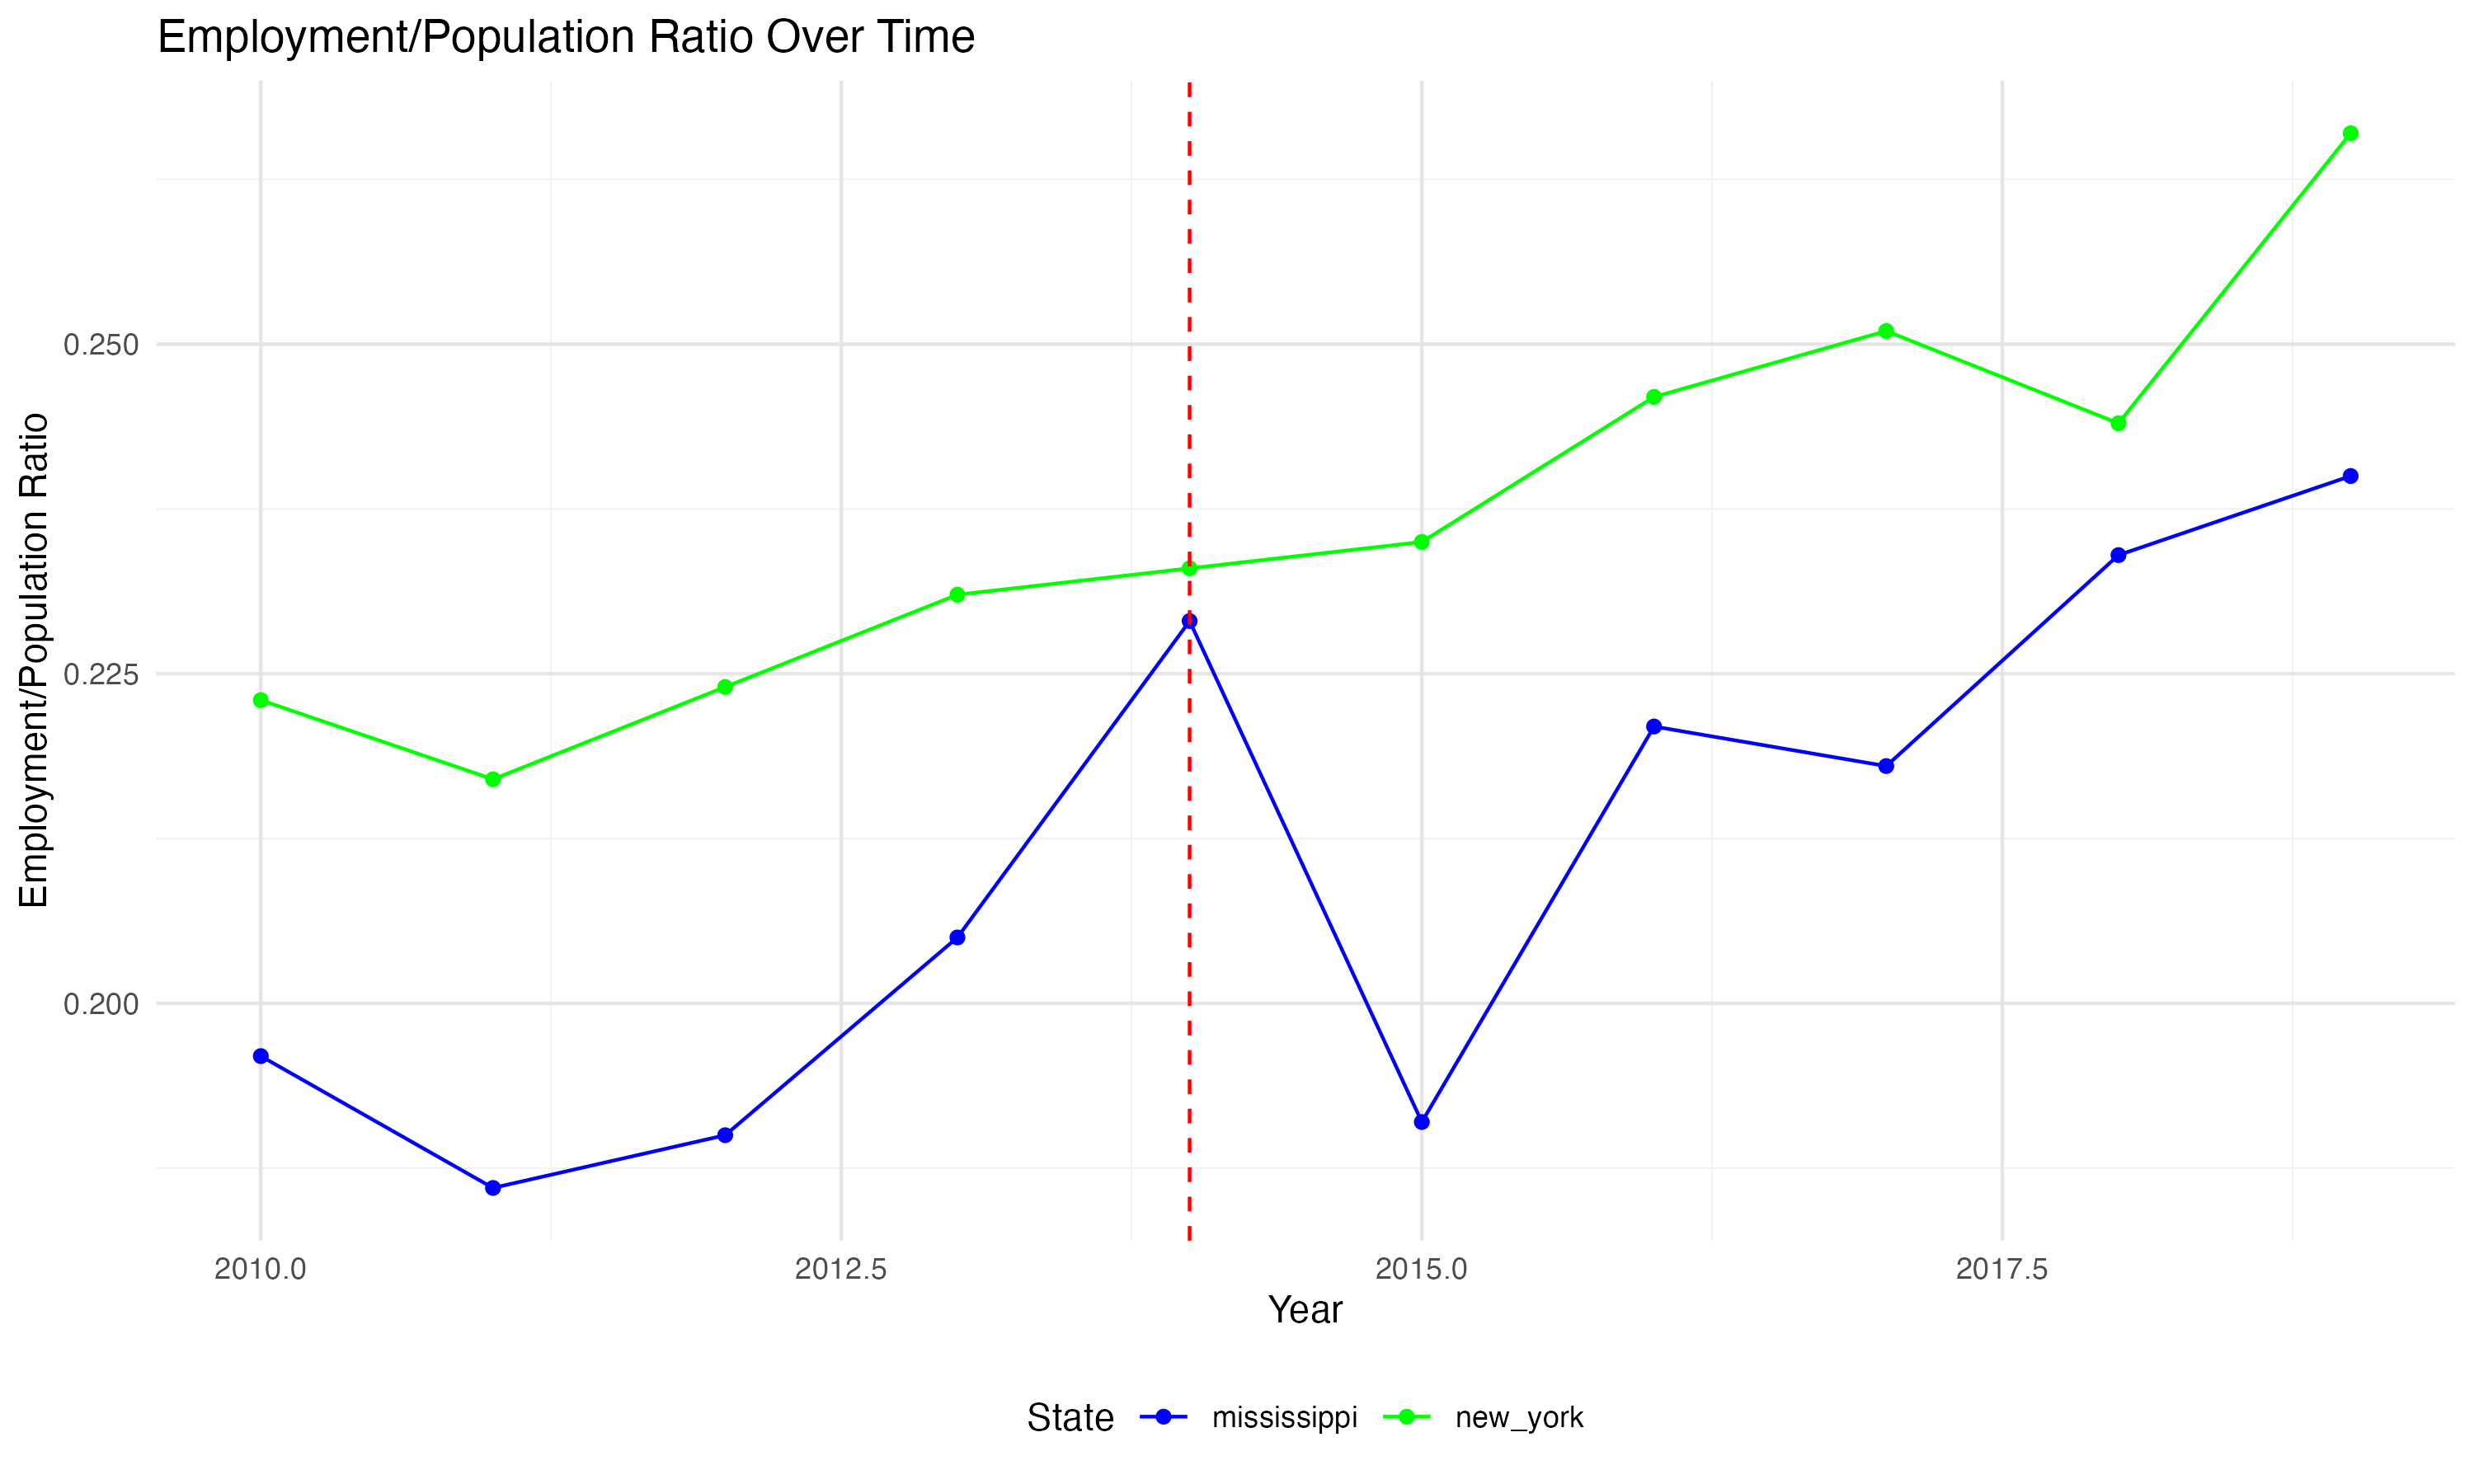 Employment/Population Ratio Over Time
Employment/Population Ratio
0.250
0.225
0.200
2010.0 2012.5 2015.0 2017.5
Year
State mississippi new_york